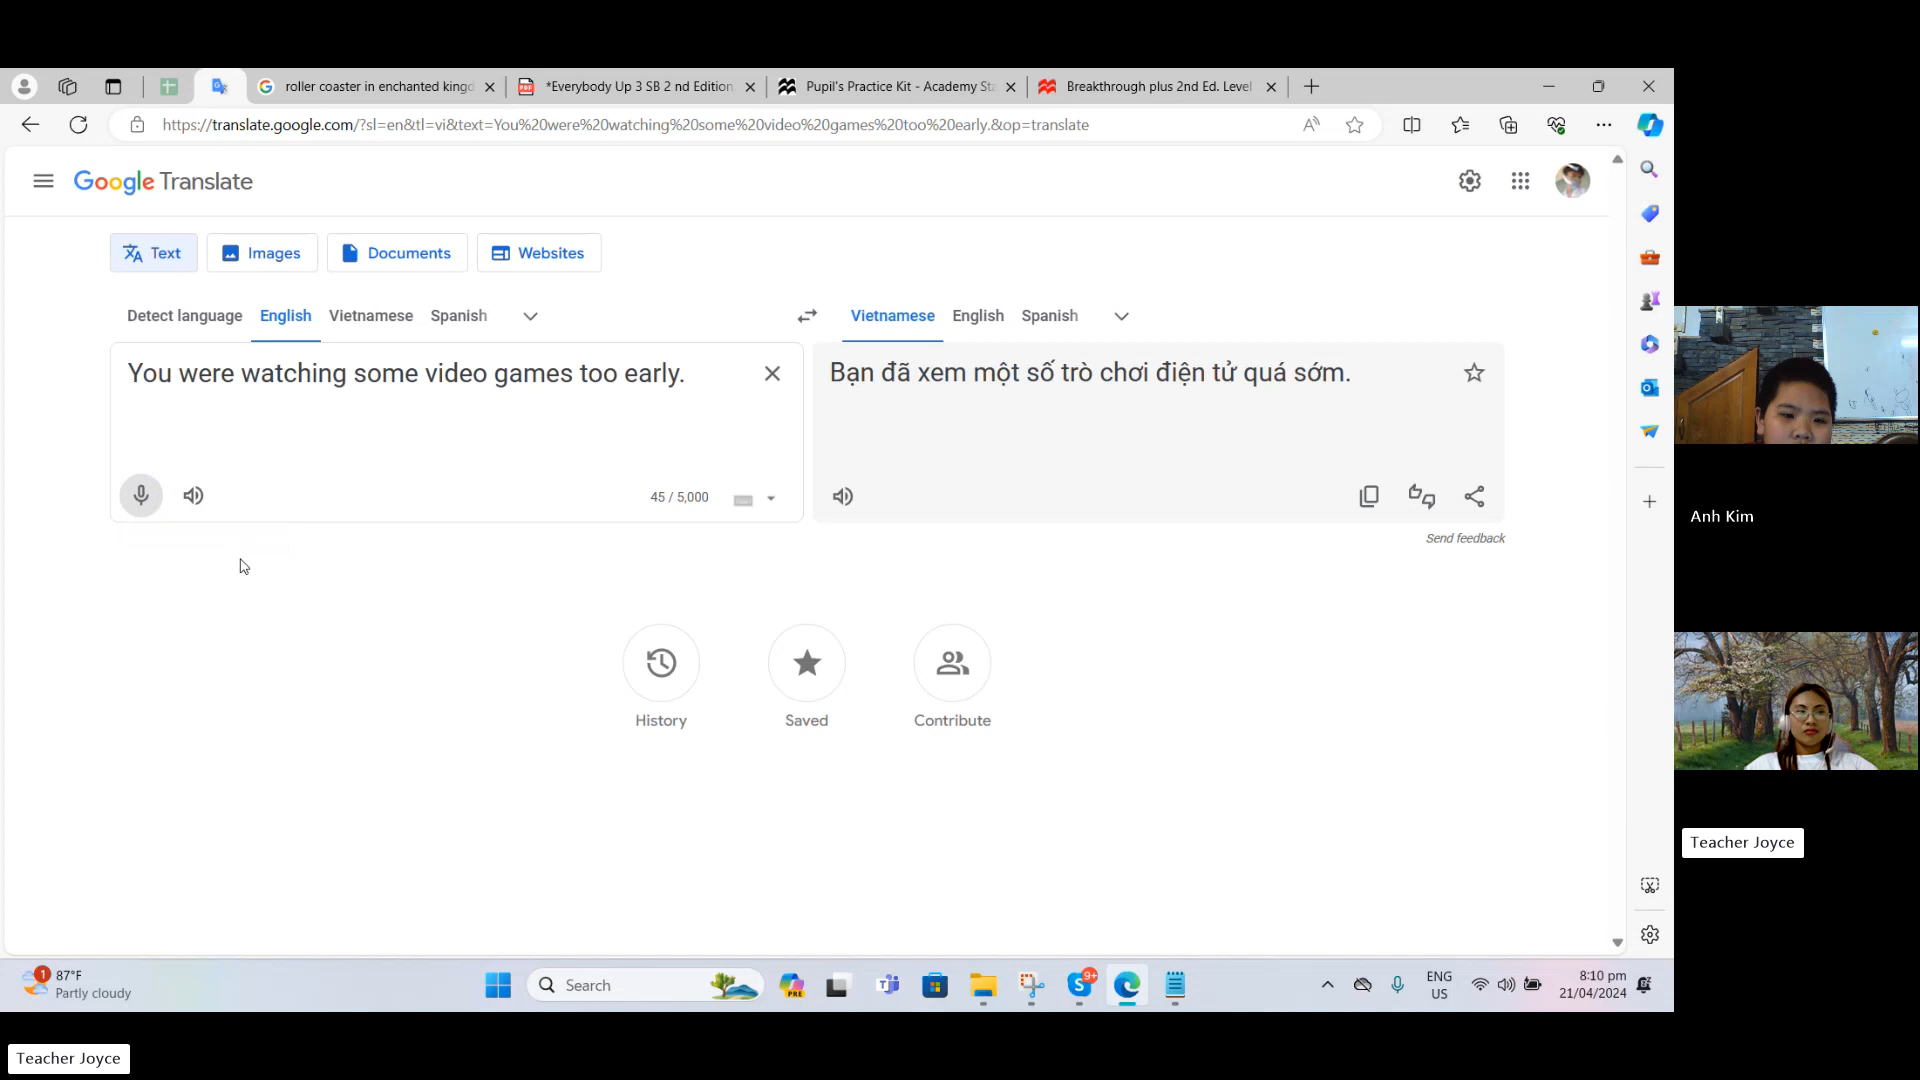 roller coaster in enchanted kingd
*Everybody Up 3 SB 2 nd Edition
Pupil's Practice Kit - Academy Sta
Breakthrough plus 2nd Ed. Level
https://translate.google.com/?sl=en&tl=vi&text=You%20were%20watching%20some%20video%20games%20too%20early.&op=translate
Google Translate
Text
Images
Documents
Websites
Detect language
English
Vietnamese
Spanish
Vietnamese
English
Spanish
You were watching some video games too early.
Bạn đã xem một số trò chơi điện tử quá sớm.
45 / 5,000
Send feedback
Anh Kim
History
Saved
Contribute
Teacher Joyce
1
87°F
Partly cloudy
Search
PRE
9+
ENG
US
8:10 pm
21/04/2024
Teacher Joyce